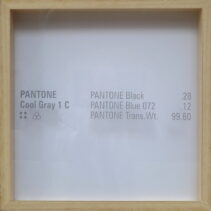 PANTONE
Cool Gray 1 C
PANTONE Black 28
PANTONE Blue 072 .12
PANTONE Trans.Wt. 99.60